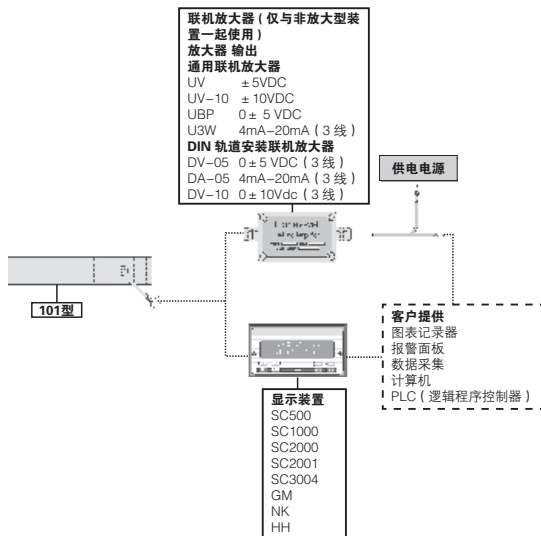 联机放大器 ( 仅与非放大型装
置一起使用 )
放大器 输出
通用联机放大器
UV ±5VDC
UV-10 ±10VDC
UBP 0± 5 VDC
U3W 4mA-20mA ( 3 线 )
DIN 轨道安装联机放大器
DV-05 0±5 VDC ( 3 线 )
DA-05 4mA-20mA ( 3 线 )
DV-10 0±10Vdc ( 3 线 )
供电电源
101型
客户提供
图表记录器
报警面板
数据采集
计算机
PLC ( 逻辑程序控制器 )
显示装置
SC500
SC1000
SC2000
SC2001
SC3004
GM
NK
HH